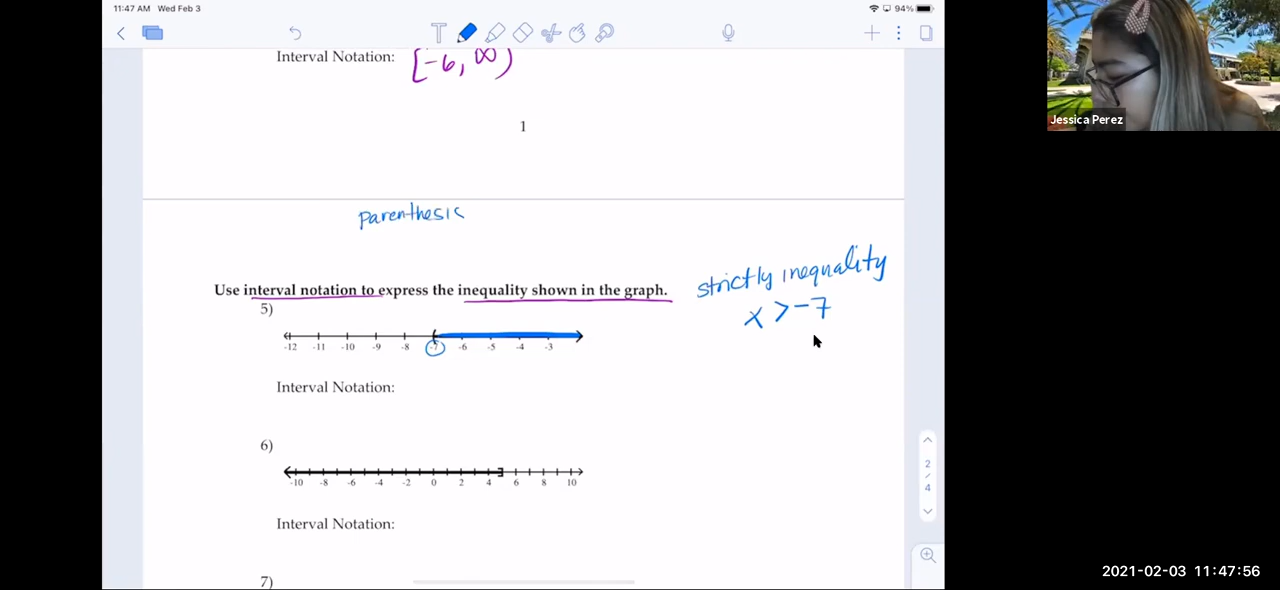 11:47 AM Wed Feb 3
94%
Interval Notation: [-6, ∞)
1
Jessica Perez
parenthesis
Use interval notation to express the inequality shown in the graph.
strictly inequality
x > -7
5)
-12 -11 -10 -9 -8 -7 -6 -5 -4 -3
Interval Notation:
6)
-10 -8 -6 -4 -2 0 2 4 6 8 10
Interval Notation:
2
/
4
7)
2021-02-03 11:47:56